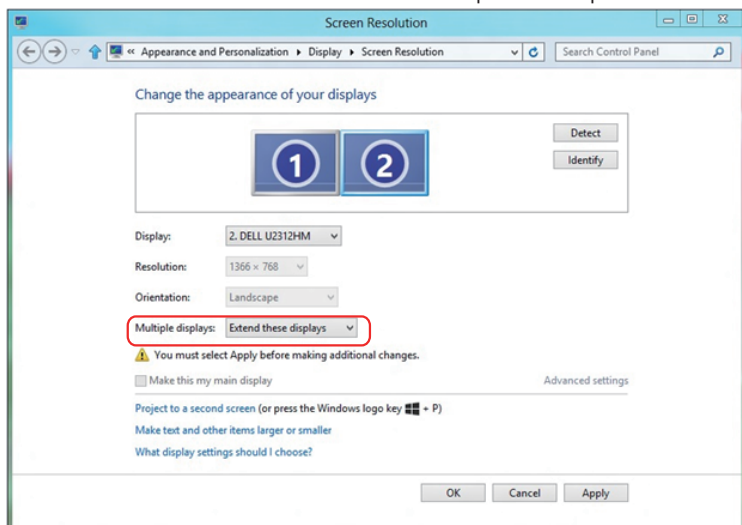 Screen Resolution
« Appearance and Personalization ▸ Display ▸ Screen Resolution
Search Control Panel
Change the appearance of your displays
1
2
Detect
Identify
Display: 2. DELL U2312HM
Resolution: 1366 × 768
Orientation: Landscape
Multiple displays: Extend these displays
You must select Apply before making additional changes.
Make this my main display Advanced settings
Project to a second screen (or press the Windows logo key + P)
Make text and other items larger or smaller
What display settings should I choose?
OK Cancel Apply